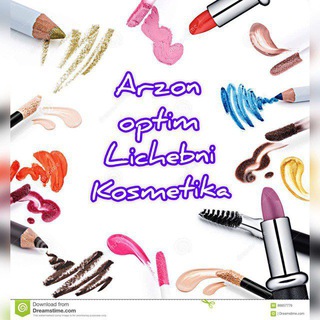 Arzon
optim
Lichebni
Kosmetika
Download from
Dreamstime.com